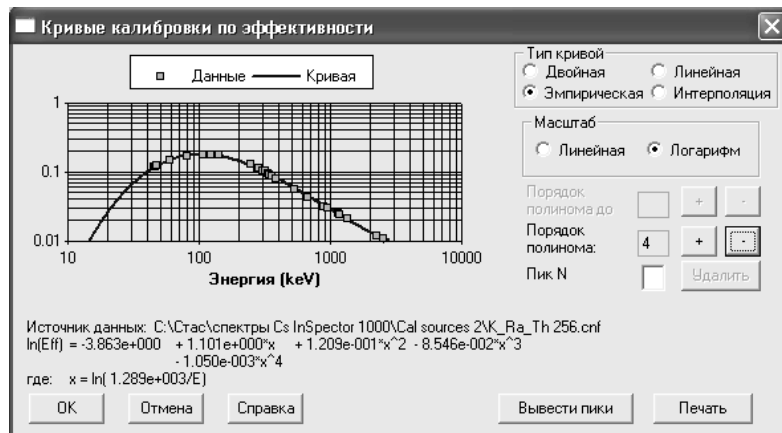 Кривые калибровки по эффективности
Данные Кривая
1
0.1
0.01
10 100 1000 10000
Энергия (keV)
Тип кривой
Двойная Линейная
Эмпирическая Интерполяция
Масштаб
Линейная Логарифм
Порядок
полинома до
+ -
Порядок
полинома: 4 + -
Пик N Удалить
Источник данных: C:\Стас\спектры Cs InSpector 1000\Cal sources 2\K_Ra_Th 256.cnf
ln(Eff) = -3.863e+000 + 1.101e+000*x + 1.209e-001*x^2 - 8.546e-002*x^3
- 1.050e-003*x^4
где: x = ln( 1.289e+003/E)
OK Отмена Справка Вывести пики Печать